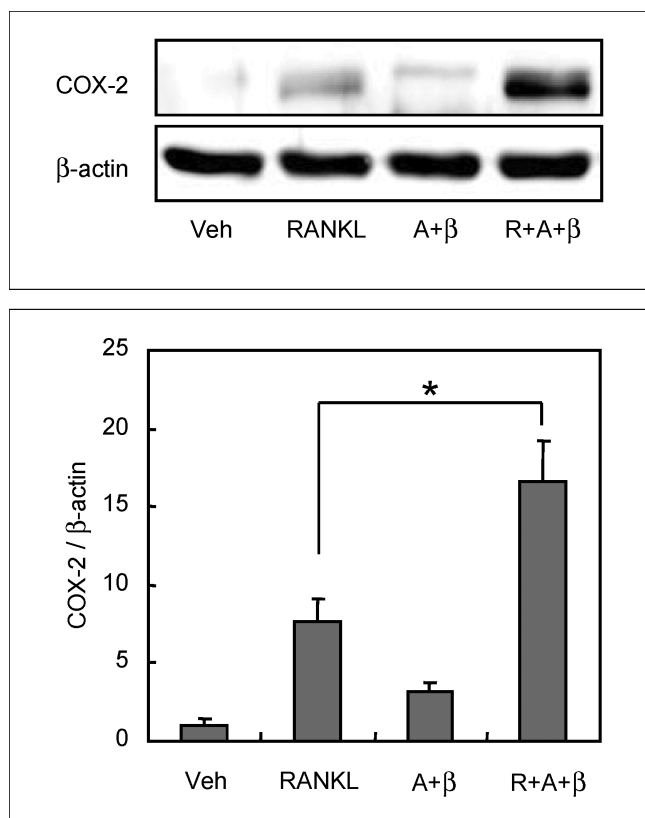 COX-2
β-actin
Veh RANKL A+β R+A+β
25
20
15
10
5
0
COX-2 / β-actin
*
Veh RANKL A+β R+A+β